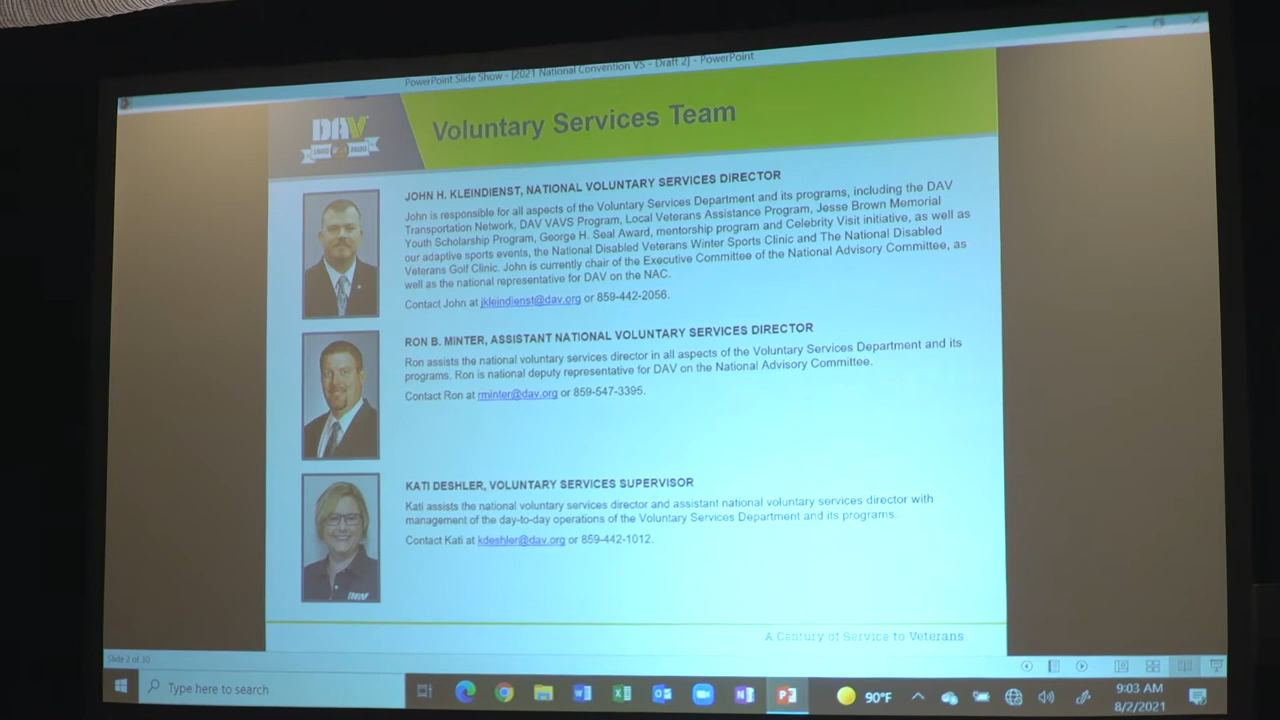 PowerPoint Slide Show - [2021 National Convention VS - Draft 2] - PowerPoint
DAV
Voluntary Services Team
JOHN H. KLEINDIENST, NATIONAL VOLUNTARY SERVICES DIRECTOR
John is responsible for all aspects of the Voluntary Services Department and its programs, including the DAV
Transportation Network, DAV VAVS Program, Local Veterans Assistance Program, Jesse Brown Memorial
Youth Scholarship Program, George H. Seal Award, mentorship program and Celebrity Visit initiative, as well as
our adaptive sports events, the National Disabled Veterans Winter Sports Clinic and The National Disabled
Veterans Golf Clinic. John is currently chair of the Executive Committee of the National Advisory Committee, as
well as the national representative for DAV on the NAC.
Contact John at jkleindienst@dav.org or 859-442-2056.
RON B. MINTER, ASSISTANT NATIONAL VOLUNTARY SERVICES DIRECTOR
Ron assists the national voluntary services director in all aspects of the Voluntary Services Department and its
programs. Ron is national deputy representative for DAV on the National Advisory Committee.
Contact Ron at rminter@dav.org or 859-547-3395.
KATI DESHLER, VOLUNTARY SERVICES SUPERVISOR
Kati assists the national voluntary services director and assistant national voluntary services director with
management of the day-to-day operations of the Voluntary Services Department and its programs.
Contact Kati at kdeshler@dav.org or 859-442-1012.
DAV
A Century of Service to Veterans
Slide 2 of 30
Type here to search
90°F
9:03 AM
8/2/2021